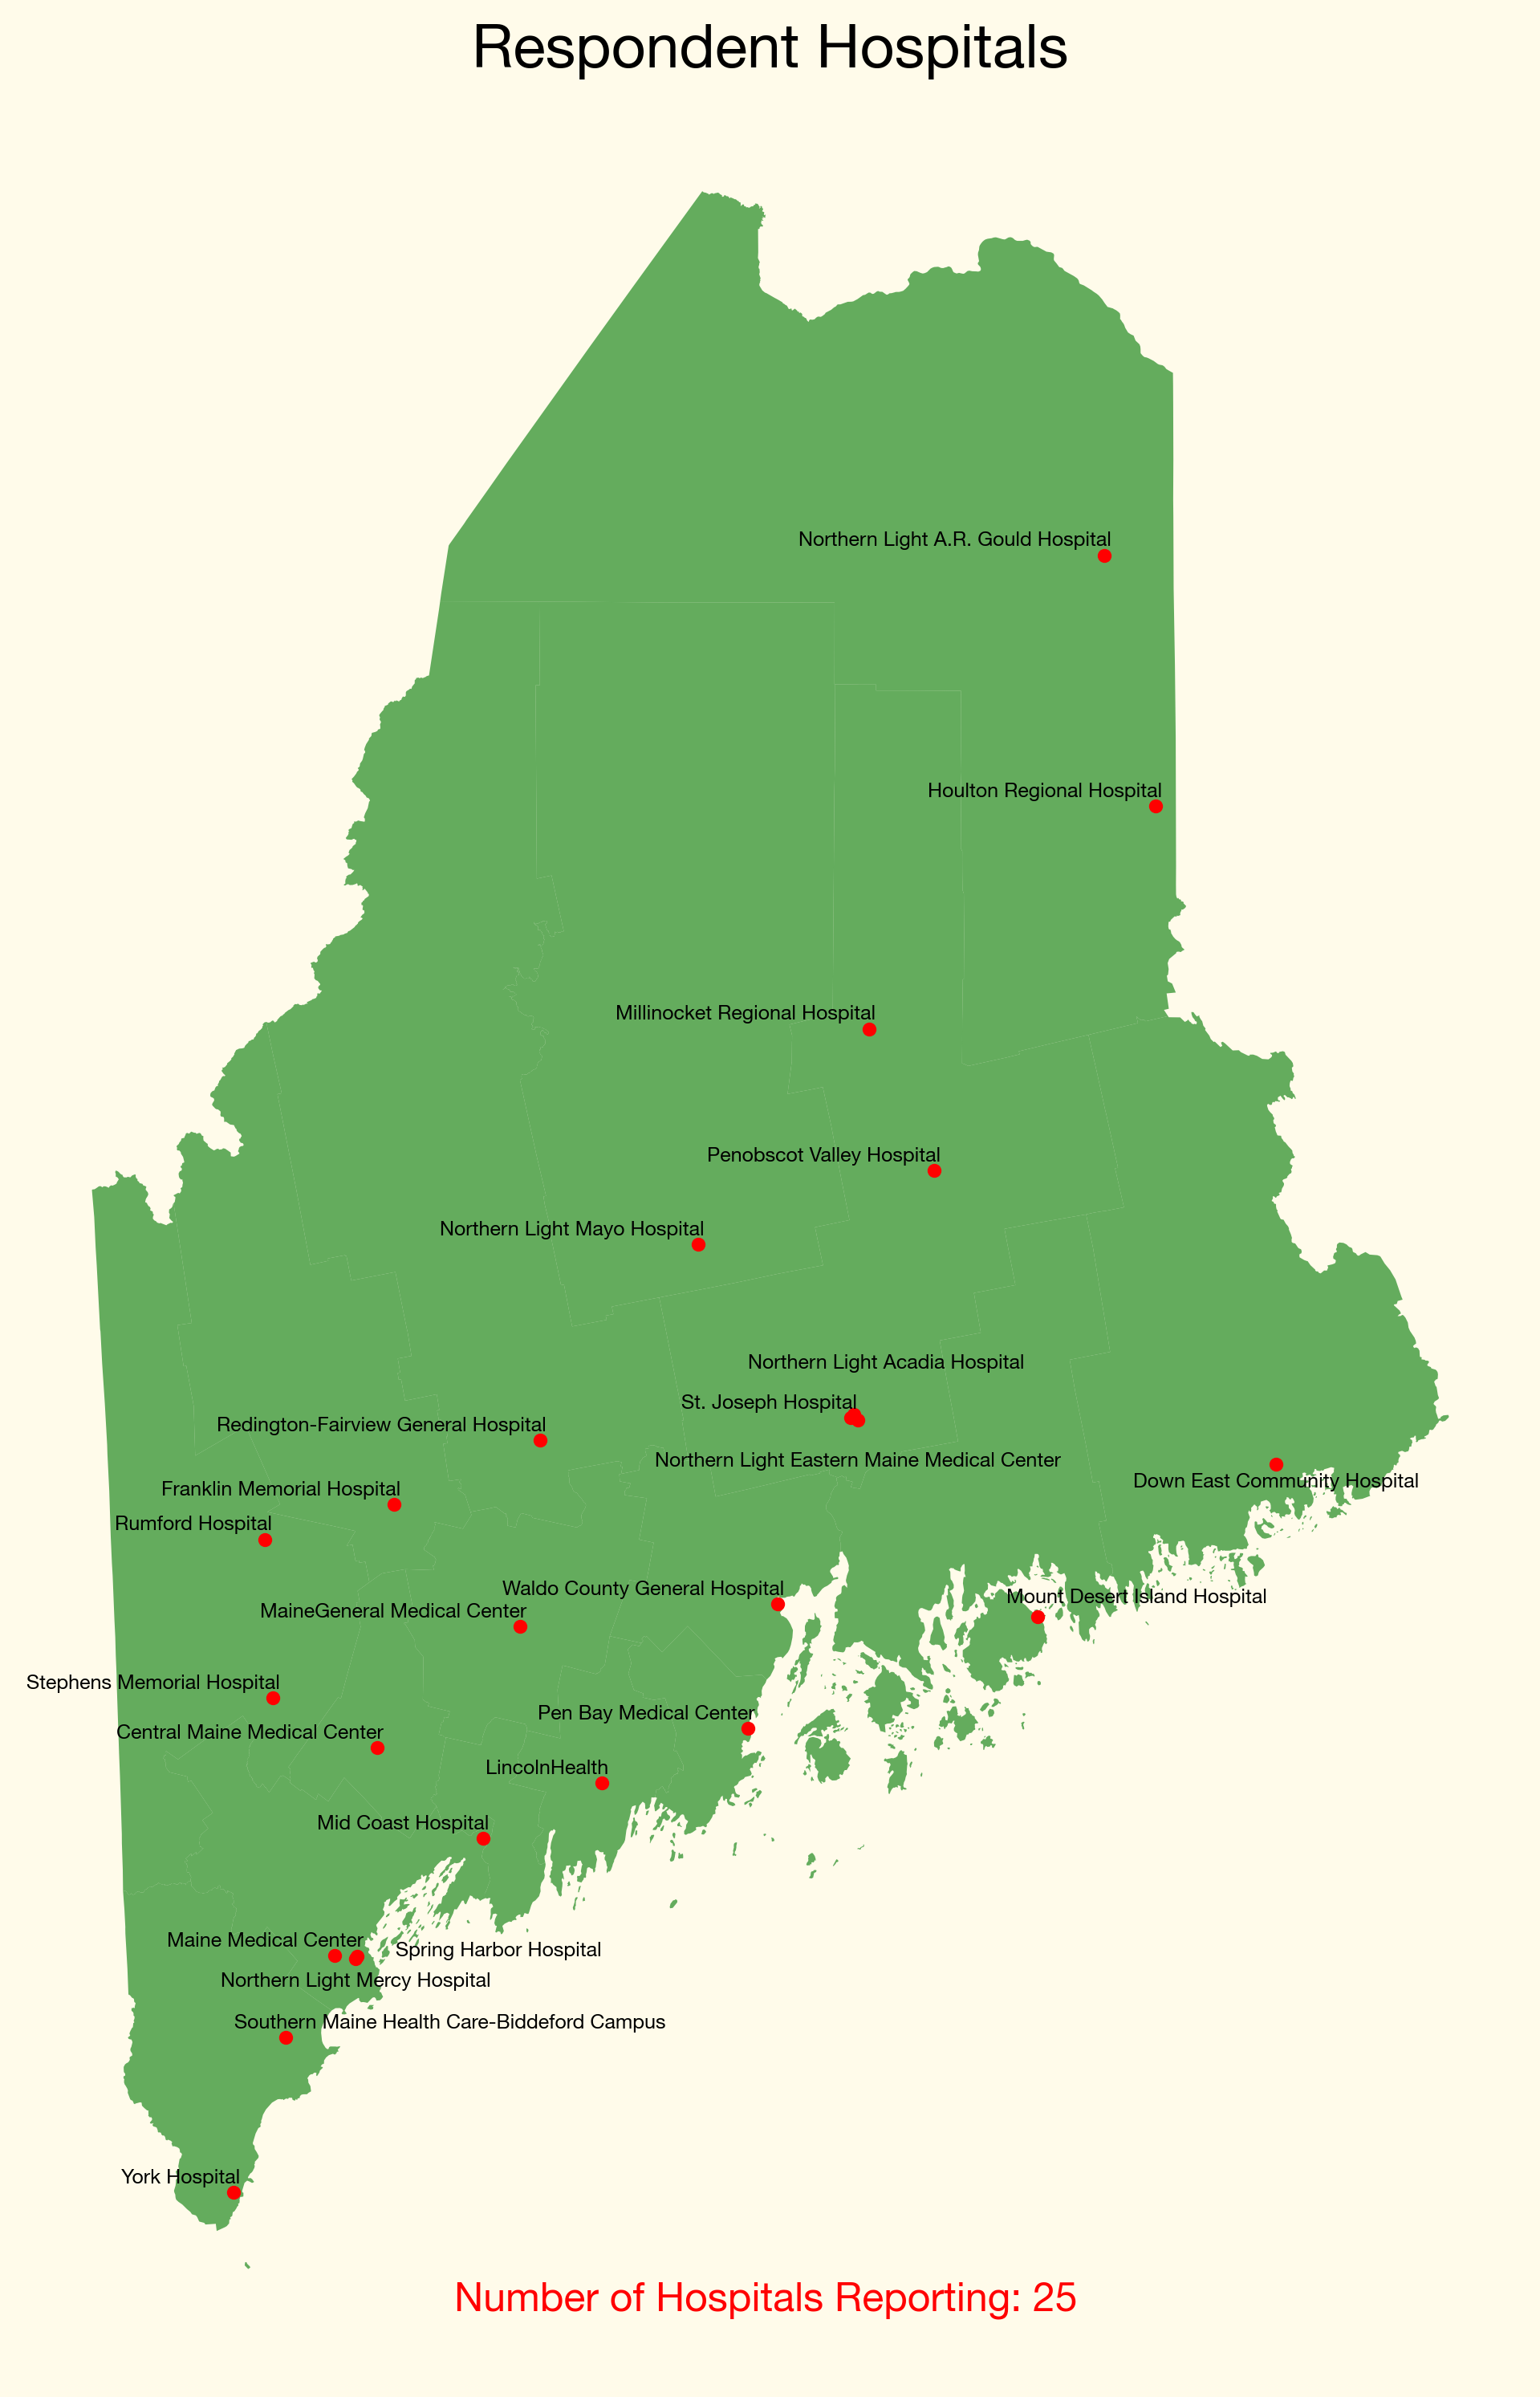 Respondent Hospitals
Northern Light A.R. Gould Hospital
Houlton Regional Hospital
Millinocket Regional Hospital
Penobscot Valley Hospital
Northern Light Mayo Hospital
Northern Light Acadia Hospital
St. Joseph Hospital
Redington-Fairview General Hospital
Northern Light Eastern Maine Medical Center
Down East Community Hospital
Franklin Memorial Hospital
Rumford Hospital
Waldo County General Hospital
Mount Desert Island Hospital
MaineGeneral Medical Center
Stephens Memorial Hospital
Pen Bay Medical Center
Central Maine Medical Center
LincolnHealth
Mid Coast Hospital
Maine Medical Center
Spring Harbor Hospital
Northern Light Mercy Hospital
Southern Maine Health Care-Biddeford Campus
York Hospital
Number of Hospitals Reporting: 25